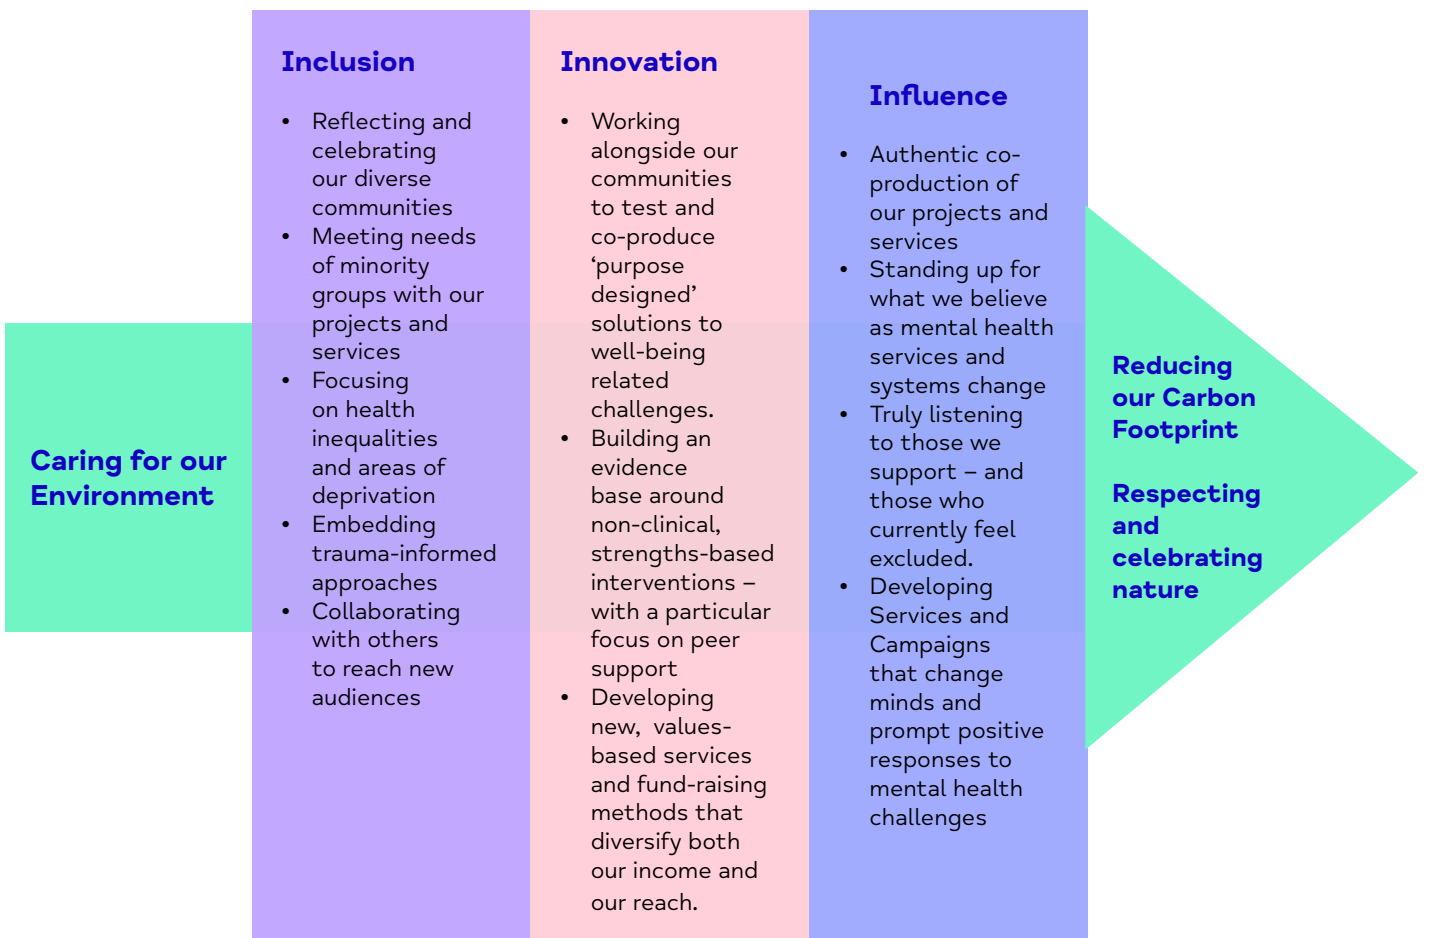 Caring for our
Environment
Inclusion
• Reflecting and
celebrating
our diverse
communities
• Meeting needs
of minority
groups with our
projects and
services
• Focusing
on health
inequalities
and areas of
deprivation
• Embedding
trauma-informed
approaches
• Collaborating
with others
to reach new
audiences
Innovation
• Working
alongside our
communities
to test and
co-produce
‘purpose
designed’
solutions to
well-being
related
challenges.
• Building an
evidence
base around
non-clinical,
strengths-based
interventions –
with a particular
focus on peer
support
• Developing
new,  values-
based services
and fund-raising
methods that
diversify both
our income and
our reach.
Influence
• Authentic co-
production of
our projects and
services
• Standing up for
what we believe
as mental health
services and
systems change
• Truly listening
to those we
support – and
those who
currently feel
excluded.
• Developing
Services and
Campaigns
that change
minds and
prompt positive
responses to
mental health
challenges
Reducing
our Carbon
Footprint
Respecting
and
celebrating
nature